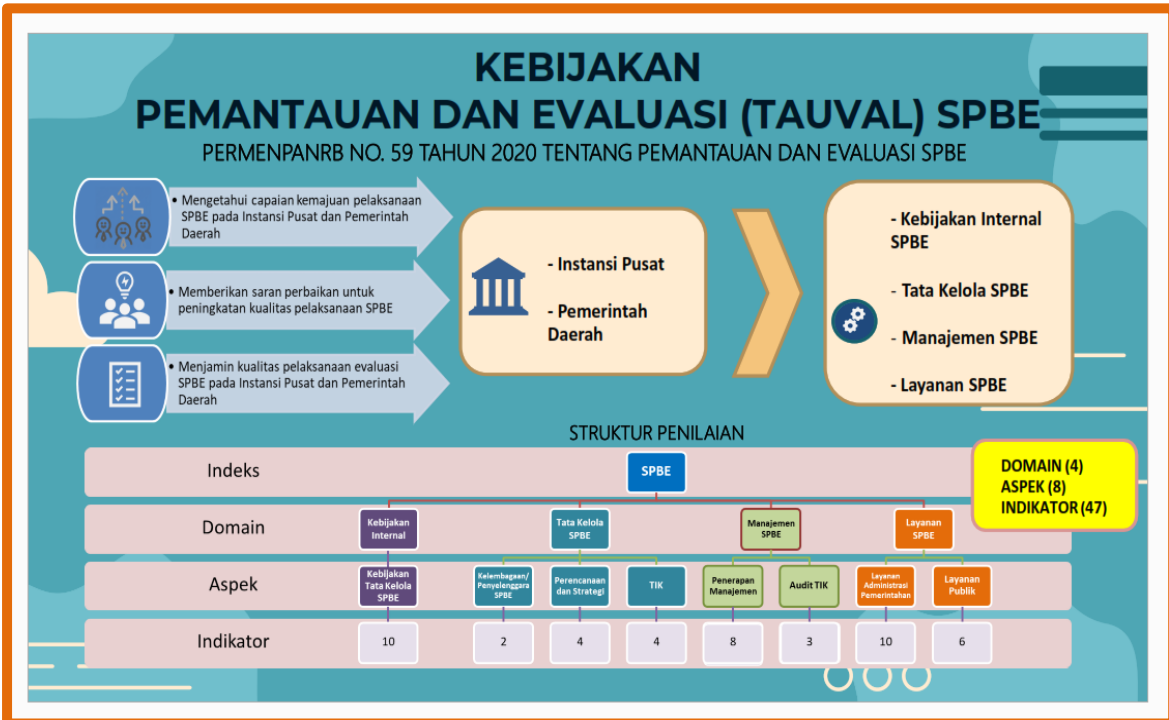 KEBIJAKAN
PEMANTAUAN DAN EVALUASI (TAUVAL) SPBE
PERMENPANRB NO. 59 TAHUN 2020 TENTANG PEMANTAUAN DAN EVALUASI SPBE
• Mengetahui capaian kemajuan pelaksanaan
SPBE pada Instansi Pusat dan Pemerintah
Daerah
• Memberikan saran perbaikan untuk
peningkatan kualitas pelaksanaan SPBE
• Menjamin kualitas pelaksanaan evaluasi
SPBE pada Instansi Pusat dan Pemerintah
Daerah
- Instansi Pusat
- Pemerintah
Daerah
- Kebijakan Internal
SPBE
- Tata Kelola SPBE
- Manajemen SPBE
- Layanan SPBE
STRUKTUR PENILAIAN
DOMAIN (4)
ASPEK (8)
INDIKATOR (47)
Indeks
SPBE
Domain
Kebijakan
Internal
Tata Kelola
SPBE
Manajemen
SPBE
Layanan
SPBE
Aspek
Kebijakan
Tata Kelola
SPBE
Kelembagaan/
Penyelenggara
SPBE
Perencanaan
dan Strategi
TIK
Penerapan
Manajemen
Audit TIK
Layanan
Administrasi
Pemerintahan
Layanan
Publik
Indikator
10
2
4
4
8
3
10
6